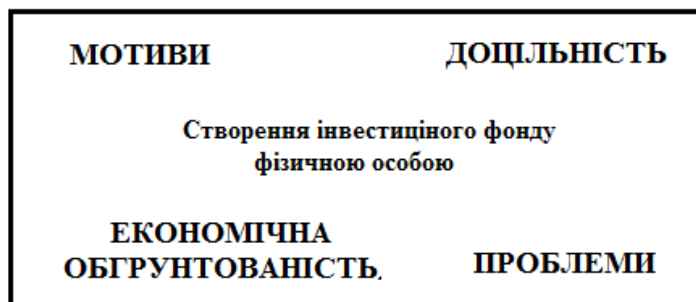 МОТИВИ
ДОЦІЛЬНІСТЬ
Створення інвестиціного фонду
фізичною особою
ЕКОНОМІЧНА
ОБГРУНТОВАНІСТЬ.
ПРОБЛЕМИ